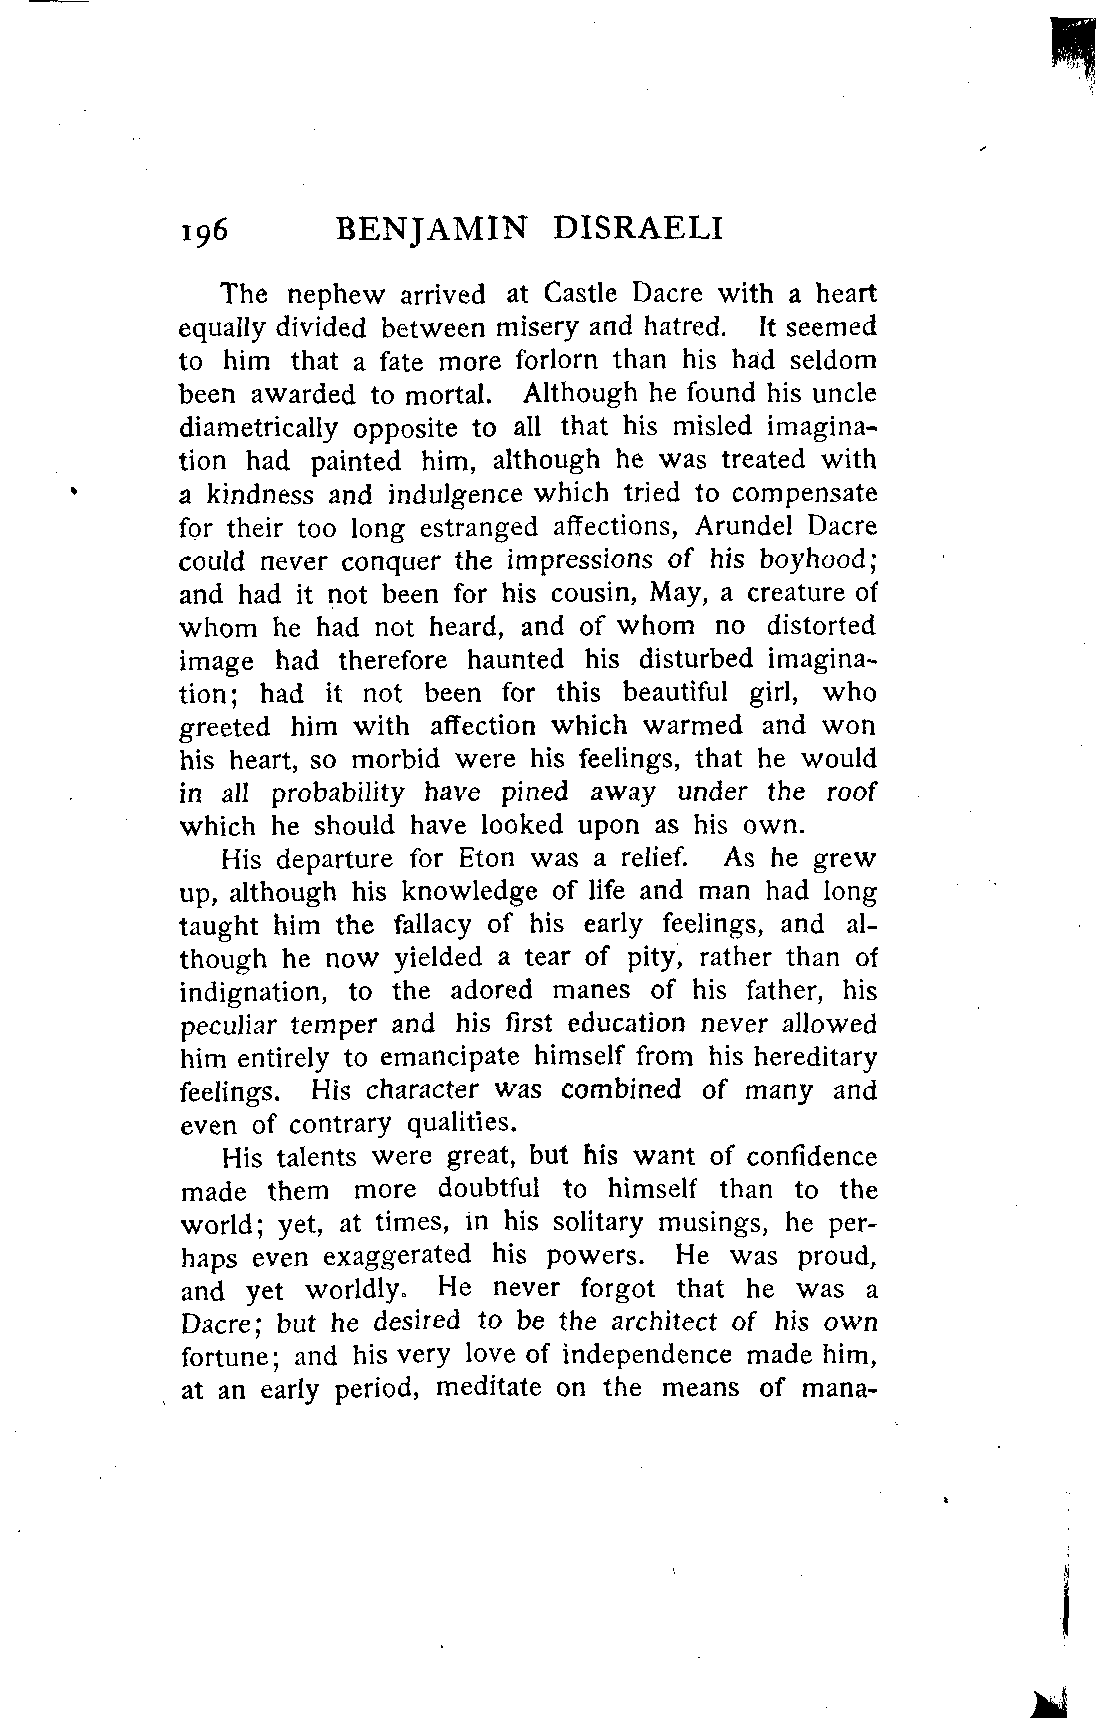 196 BENJAMIN DISRAELI
The nephew arrived at Castle Dacre with a heart
equally divided between misery and hatred. It seemed
to him that a fate more forlorn than his had seldom
been awarded to mortal. Although he found his uncle
diametrically opposite to all that his misled imagina-
tion had painted him, although he was treated with
a kindness and indulgence which tried to compensate
for their too long estranged affections, Arundel Dacre
could never conquer the impressions of his boyhood;
and had it not been for his cousin, May, a creature of
whom he had not heard, and of whom no distorted
image had therefore haunted his disturbed imagina-
tion; had it not been for this beautiful girl, who
greeted him with affection which warmed and won
his heart, so morbid were his feelings, that he would
in all probability have pined away under the roof
which he should have looked upon as his own.
His departure for Eton was a relief. As he grew
up, although his knowledge of life and man had long
taught him the fallacy of his early feelings, and al-
though he now yielded a tear of pity, rather than of
indignation, to the adored manes of his father, his
peculiar temper and his first education never allowed
him entirely to emancipate himself from his hereditary
feelings. His character was combined of many and
even of contrary qualities.
His talents were great, but his want of confidence
made them more doubtful to himself than to the
world; yet, at times, in his solitary musings, he per-
haps even exaggerated his powers. He was proud,
and yet worldly. He never forgot that he was a
Dacre; but he desired to be the architect of his own
fortune; and his very love of independence made him,
at an early period, meditate on the means of mana-